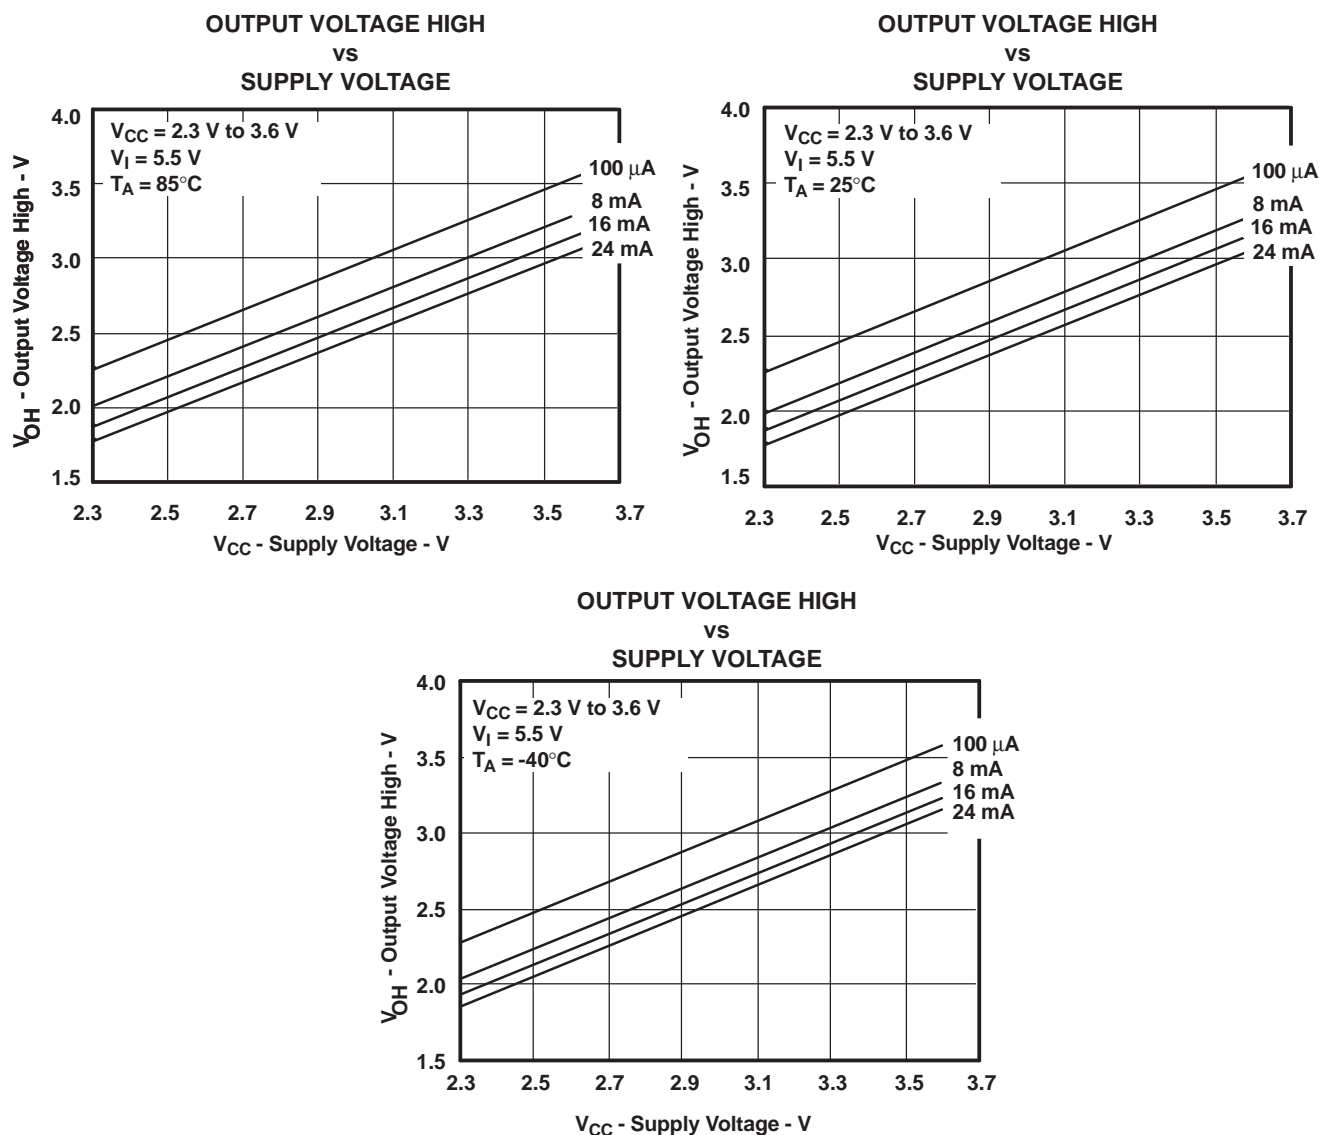 OUTPUT VOLTAGE HIGH
vs
SUPPLY VOLTAGE
VCC = 2.3 V to 3.6 V
VI = 5.5 V
TA = 85°C
100 μA
8 mA
16 mA
24 mA
VOH - Output Voltage High - V
4.0
3.5
3.0
2.5
2.0
1.5
2.3 2.5 2.7 2.9 3.1 3.3 3.5 3.7
VCC - Supply Voltage - V
OUTPUT VOLTAGE HIGH
vs
SUPPLY VOLTAGE
VCC = 2.3 V to 3.6 V
VI = 5.5 V
TA = 25°C
100 μA
8 mA
16 mA
24 mA
VOH - Output Voltage High - V
4.0
3.5
3.0
2.5
2.0
1.5
2.3 2.5 2.7 2.9 3.1 3.3 3.5 3.7
VCC - Supply Voltage - V
OUTPUT VOLTAGE HIGH
vs
SUPPLY VOLTAGE
VCC = 2.3 V to 3.6 V
VI = 5.5 V
TA = -40°C
100 μA
8 mA
16 mA
24 mA
VOH - Output Voltage High - V
4.0
3.5
3.0
2.5
2.0
1.5
2.3 2.5 2.7 2.9 3.1 3.3 3.5 3.7
VCC - Supply Voltage - V